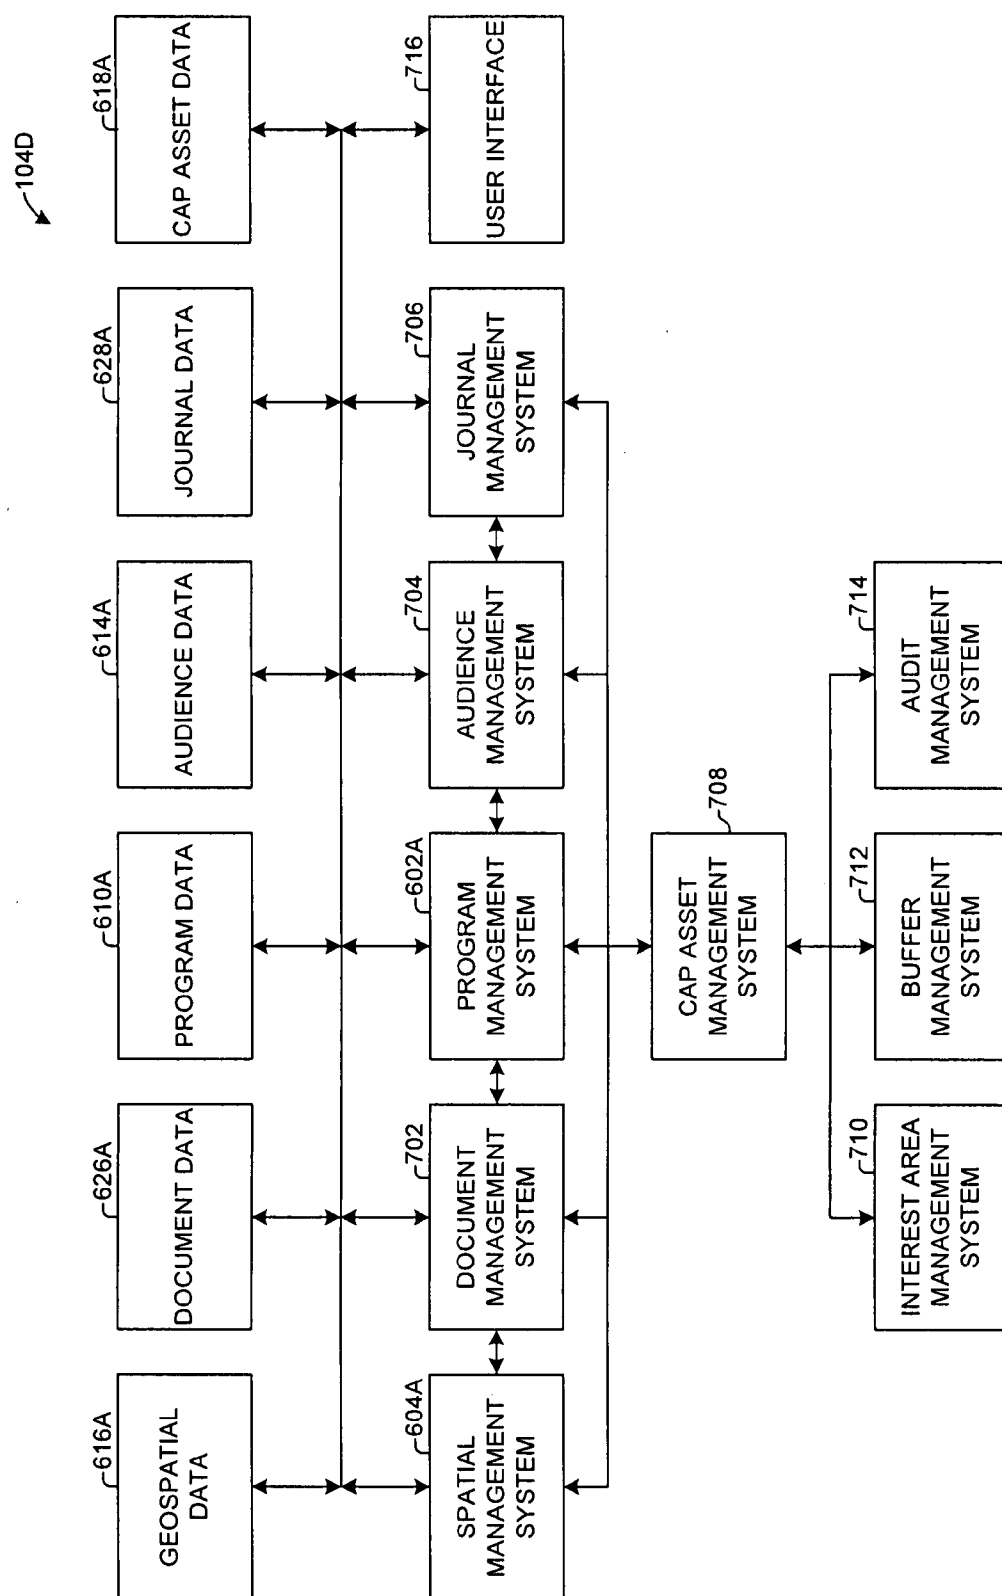 104D
616A
GEOSPATIAL
DATA
626A
DOCUMENT DATA
610A
PROGRAM DATA
614A
AUDIENCE DATA
628A
JOURNAL DATA
618A
CAP ASSET DATA
604A
SPATIAL
MANAGEMENT
SYSTEM
702
DOCUMENT
MANAGEMENT
SYSTEM
602A
PROGRAM
MANAGEMENT
SYSTEM
704
AUDIENCE
MANAGEMENT
SYSTEM
706
JOURNAL
MANAGEMENT
SYSTEM
716
USER INTERFACE
708
CAP ASSET
MANAGEMENT
SYSTEM
710
INTEREST AREA
MANAGEMENT
SYSTEM
712
BUFFER
MANAGEMENT
SYSTEM
714
AUDIT
MANAGEMENT
SYSTEM